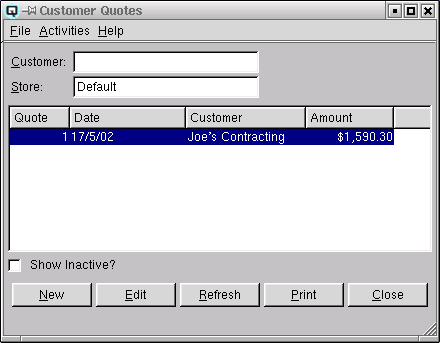 Q Customer Quotes
File Activities Help
Customer:
Store: Default
Quote Date Customer Amount
1 17/5/02 Joe's Contracting $1,590.30
Show Inactive?
New Edit Refresh Print Close